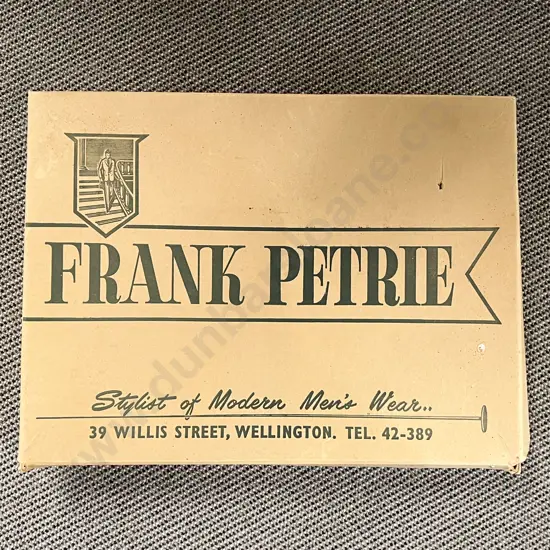 FRANK PETRIE
Stylist of Modern Men's Wear..
39 WILLIS STREET, WELLINGTON. TEL. 42-389